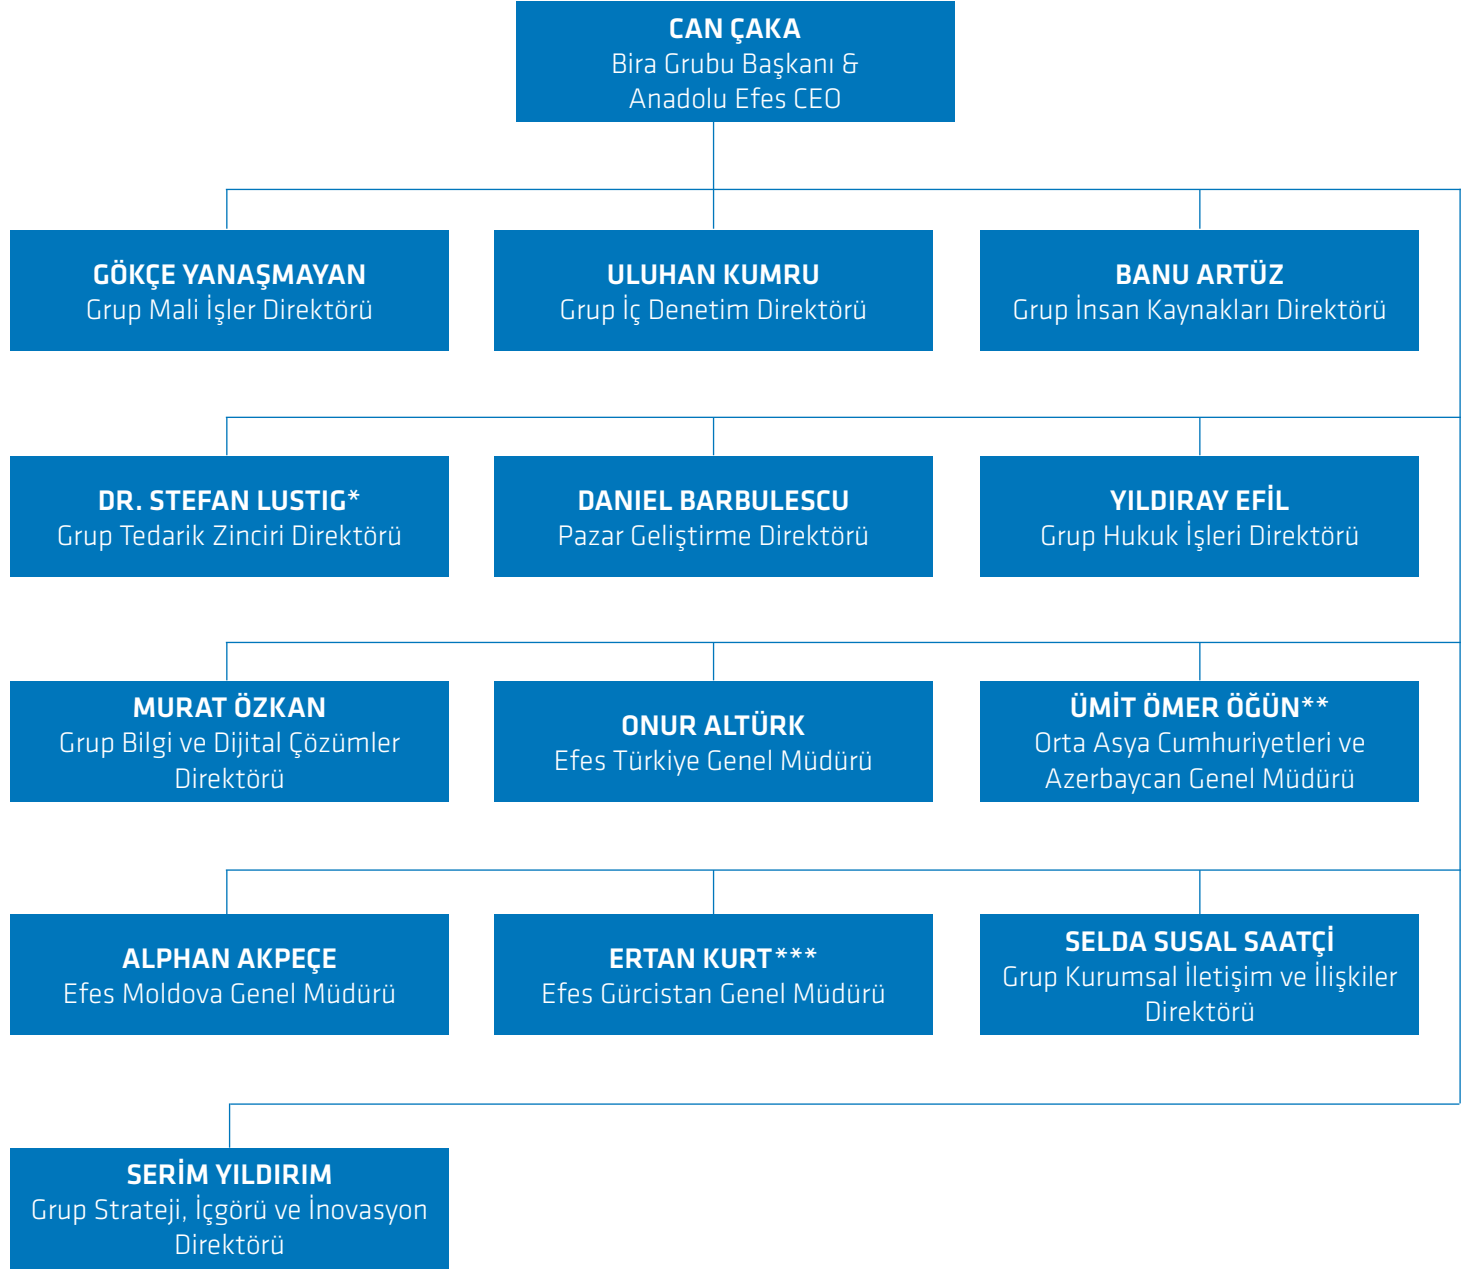 CAN ÇAKA
Bira Grubu Başkanı &
Anadolu Efes CEO
GÖKÇE YANAŞMAYAN
Grup Mali İşler Direktörü
ULUHAN KUMRU
Grup İç Denetim Direktörü
BANU ARTÜZ
Grup İnsan Kaynakları Direktörü
DR. STEFAN LUSTIG*
Grup Tedarik Zinciri Direktörü
DANIEL BARBULESCU
Pazar Geliştirme Direktörü
YILDIRAY EFİL
Grup Hukuk İşleri Direktörü
MURAT ÖZKAN
Grup Bilgi ve Dijital Çözümler
Direktörü
ONUR ALTÜRK
Efes Türkiye Genel Müdürü
ÜMİT ÖMER ÖĞÜN**
Orta Asya Cumhuriyetleri ve
Azerbaycan Genel Müdürü
ALPHAN AKPEÇE
Efes Moldova Genel Müdürü
ERTAN KURT***
Efes Gürcistan Genel Müdürü
SELDA SUSAL SAATÇİ
Grup Kurumsal İletişim ve İlişkiler
Direktörü
SERİM YILDIRIM
Grup Strateji, İçgörü ve İnovasyon
Direktörü